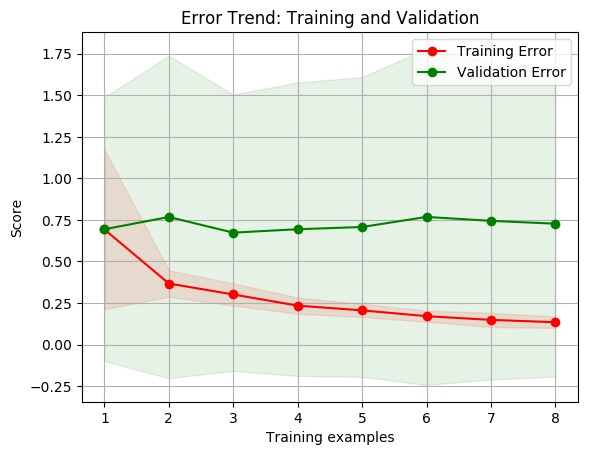 Error Trend: Training and Validation
Training Error
Validation Error
Score
1.75
1.50
1.25
1.00
0.75
0.50
0.25
0.00
−0.25
1 2 3 4 5 6 7 8
Training examples